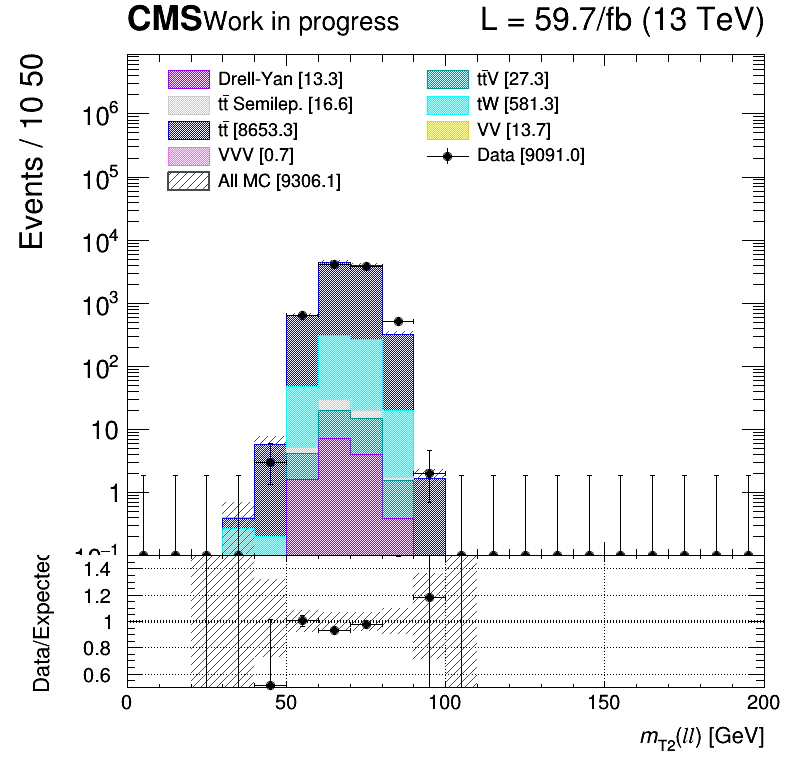 CMS Work in progress L = 59.7/fb (13 TeV)
Events / 10 50
Drell-Yan [13.3]
tt̄ Semilep. [16.6]
tt̄ [8653.3]
VVV [0.7]
All MC [9306.1]
tt̄V [27.3]
tW [581.3]
VV [13.7]
Data [9091.0]
10⁶
10⁵
10⁴
10³
10²
10
1
10⁻¹
Data/Expected
1.4
1.2
1
0.8
0.6
0 50 100 150 200
m_T2(ll) [GeV]